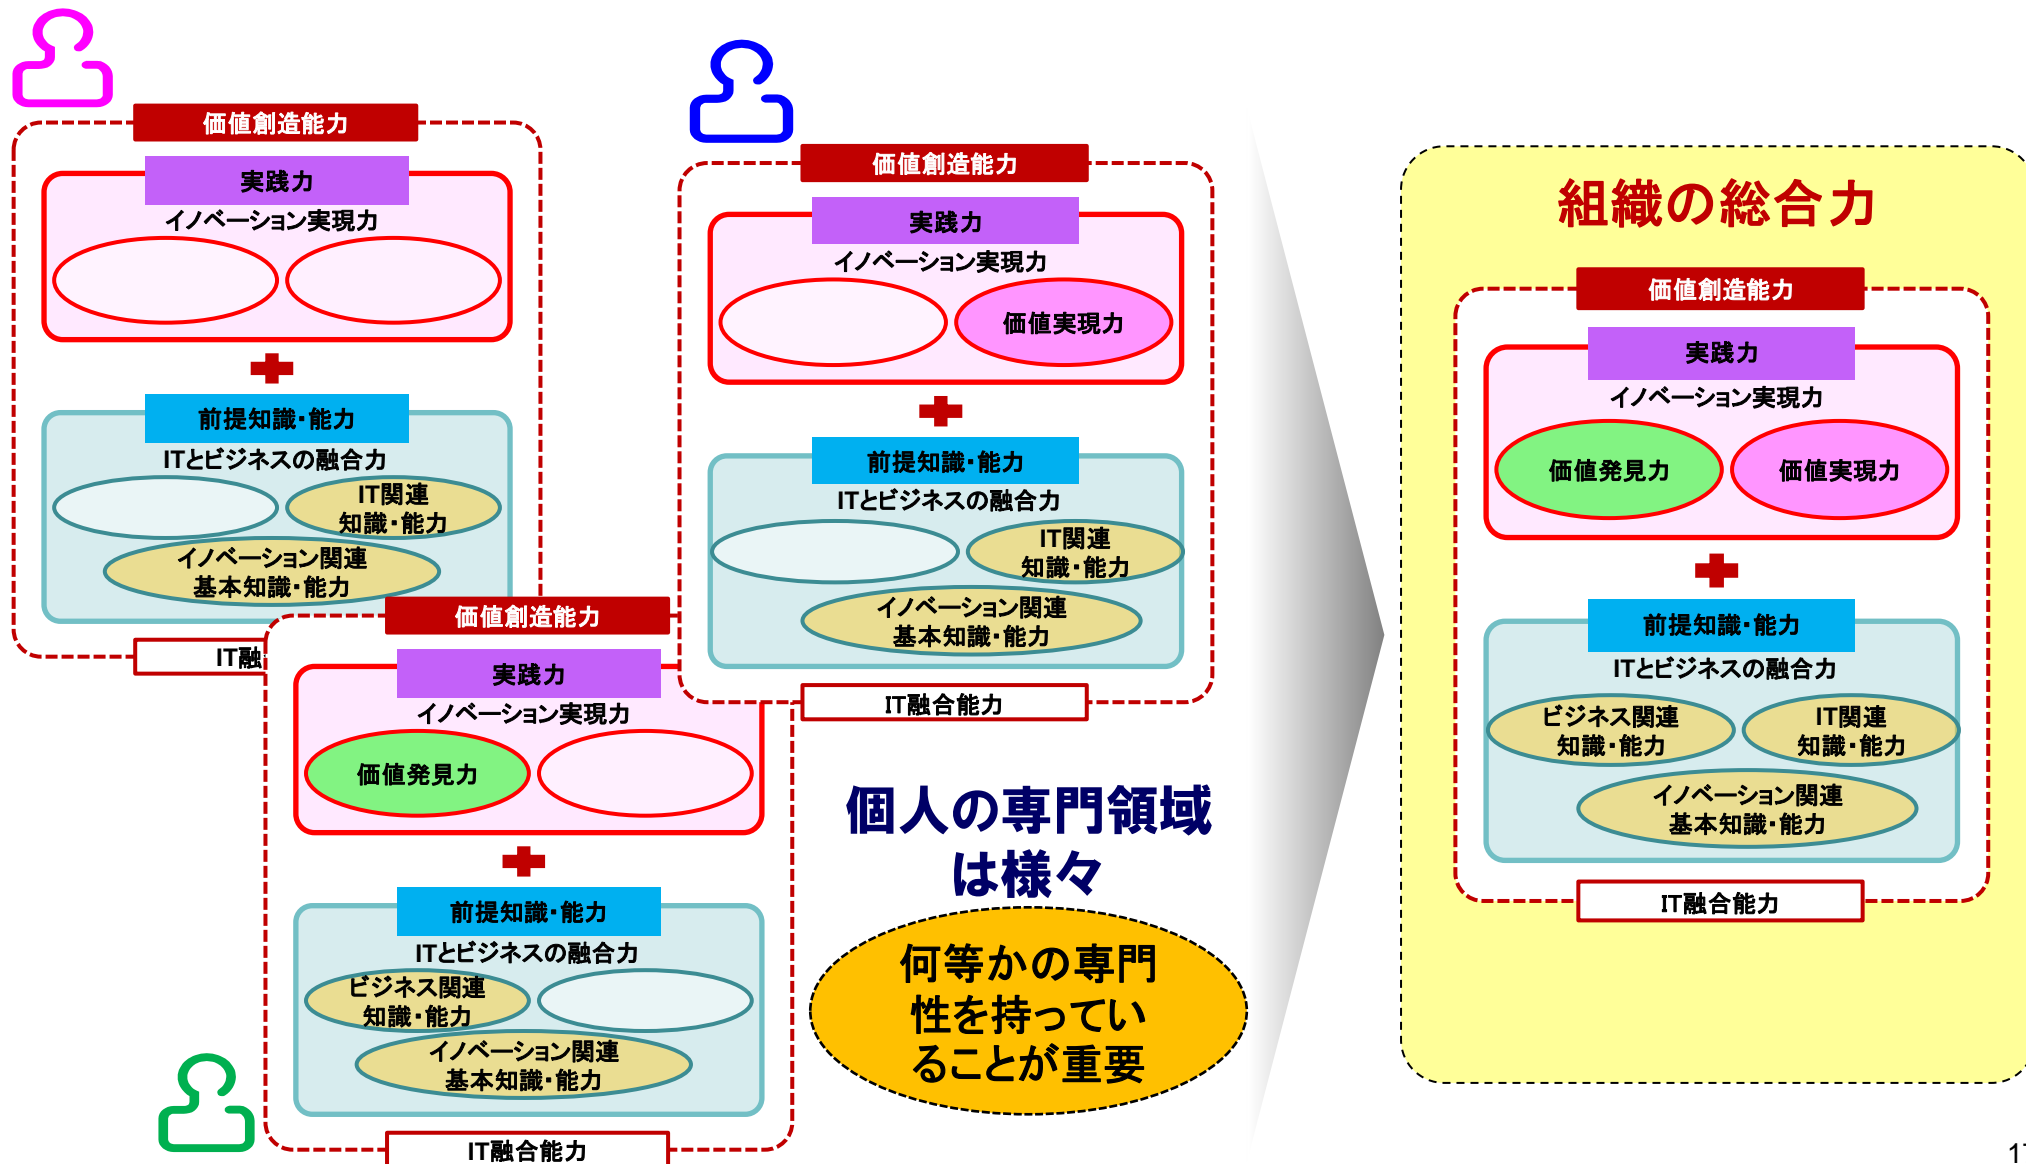 価値創造能力
実践力
イノベーション実現力
前提知識・能力
ITとビジネスの融合力
IT関連
知識・能力
イノベーション関連
基本知識・能力
IT融
価値創造能力
実践力
イノベーション実現力
価値実現力
前提知識・能力
ITとビジネスの融合力
IT関連
知識・能力
イノベーション関連
基本知識・能力
IT融合能力
価値創造能力
実践力
イノベーション実現力
価値発見力
前提知識・能力
ITとビジネスの融合力
ビジネス関連
知識・能力
イノベーション関連
基本知識・能力
IT融合能力
個人の専門領域
は様々
何等かの専門
性を持ってい
ることが重要
組織の総合力
価値創造能力
実践力
イノベーション実現力
価値発見力
価値実現力
前提知識・能力
ITとビジネスの融合力
ビジネス関連
知識・能力
IT関連
知識・能力
イノベーション関連
基本知識・能力
IT融合能力